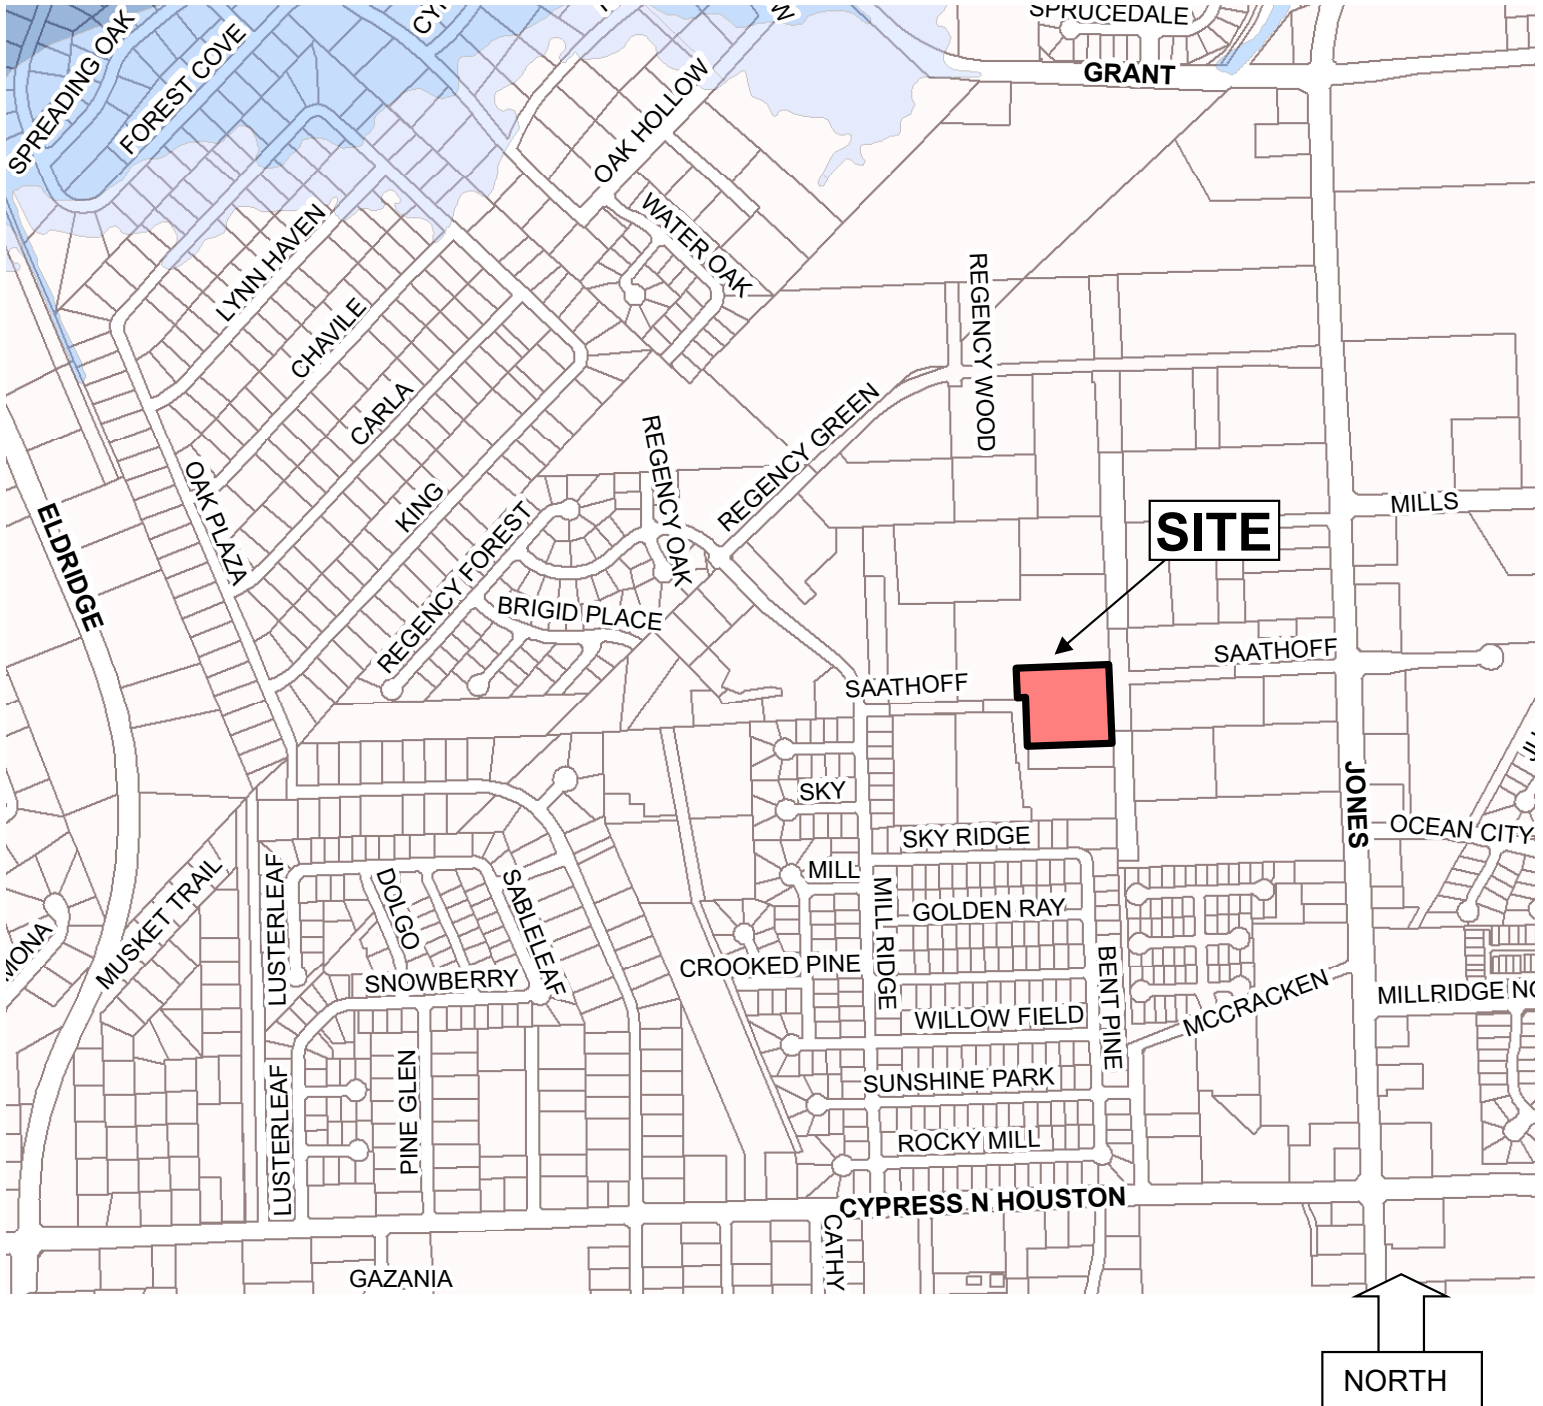 SPRUCEDALE
GRANT
SPREADING OAK
FOREST COVE
OAK HOLLOW
WATER OAK
LYNN HAVEN
CHAVILE
CARLA
KING
OAK PLAZA
ELDRIDGE
REGENCY WOOD
REGENCY GREEN
REGENCY OAK
REGENCY FOREST
BRIGID PLACE
MILLS
SITE
SAATHOFF
SAATHOFF
JONES
SKY
SKY RIDGE
OCEAN CITY
MILL
MILL RIDGE
GOLDEN RAY
MUSKET TRAIL
LUSTERLEAF
DOLGO
SABLELEAF
SNOWBERRY
CROOKED PINE
BENT PINE
MCCRACKEN
MILLRIDGE NO
WILLOW FIELD
SUNSHINE PARK
ROCKY MILL
LUSTERLEAF
PINE GLEN
CYPRESS N HOUSTON
CATHY
GAZANIA
MONA
NORTH